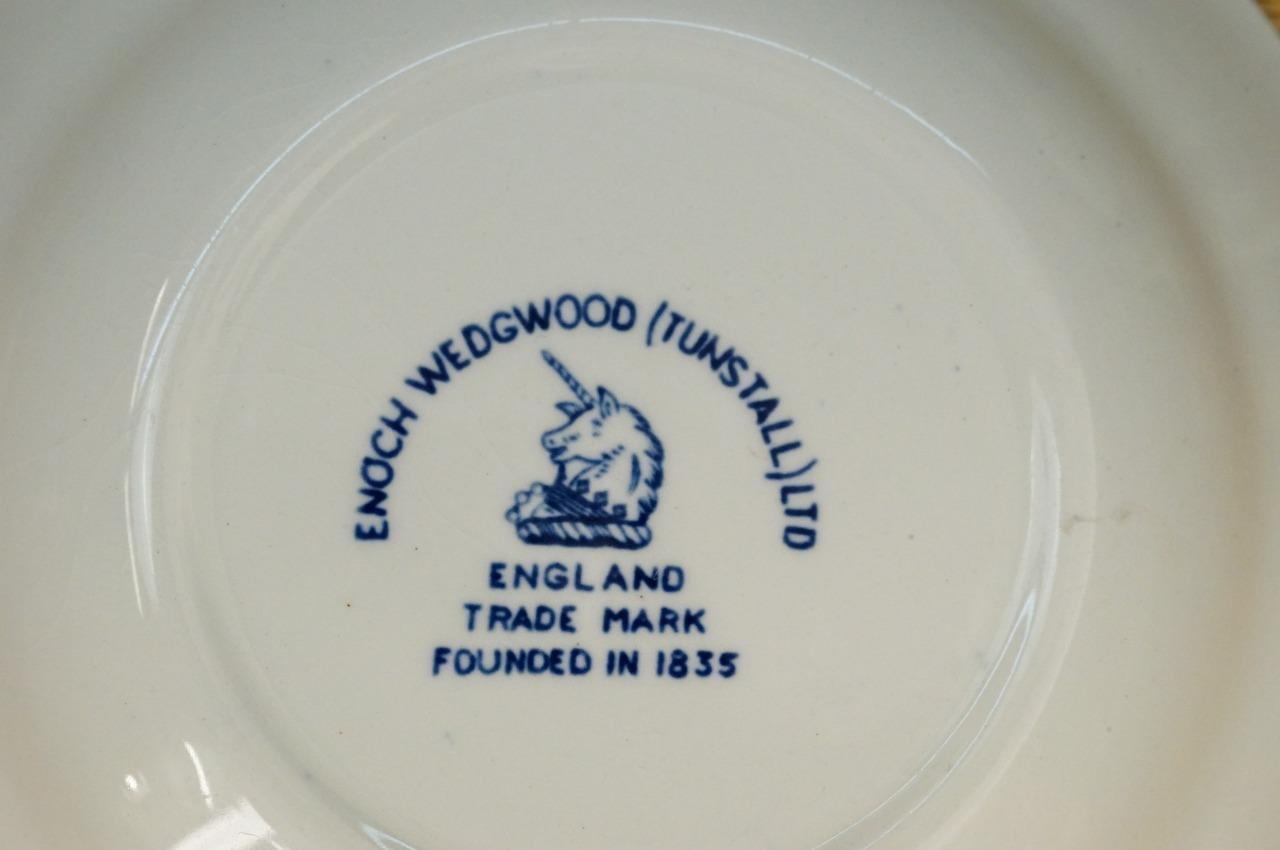 ENOCH WEDGWOOD (TUNSTALL) LTD
ENGLAND
TRADE MARK
FOUNDED IN 1835